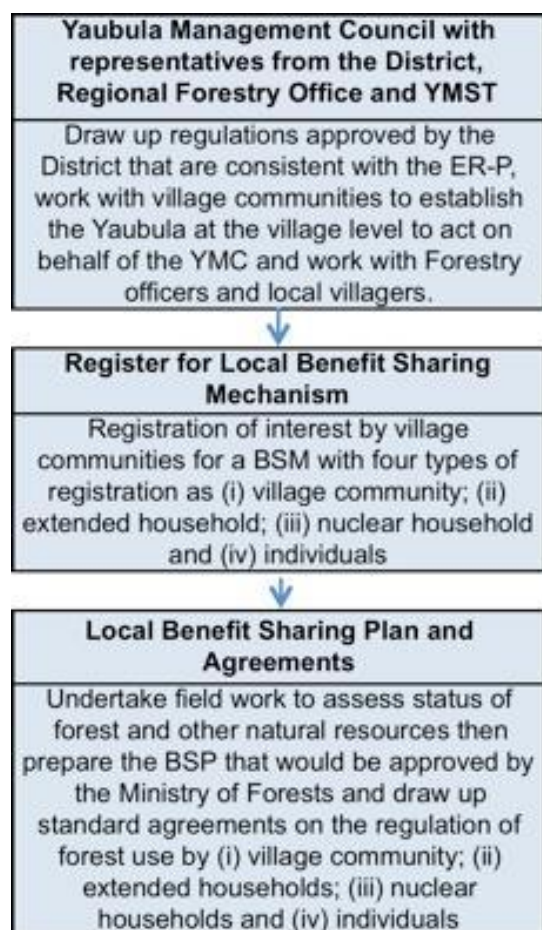 Yaubula Management Council with
representatives from the District,
Regional Forestry Office and YMST
Draw up regulations approved by the
District that are consistent with the ER-P,
work with village communities to establish
the Yaubula at the village level to act on
behalf of the YMC and work with Forestry
officers and local villagers.
Register for Local Benefit Sharing
Mechanism
Registration of interest by village
communities for a BSM with four types of
registration as (i) village community; (ii)
extended household; (iii) nuclear household
and (iv) individuals
Local Benefit Sharing Plan and
Agreements
Undertake field work to assess status of
forest and other natural resources then
prepare the BSP that would be approved by
the Ministry of Forests and draw up
standard agreements on the regulation of
forest use by (i) village community; (ii)
extended households; (iii) nuclear
households and (iv) individuals